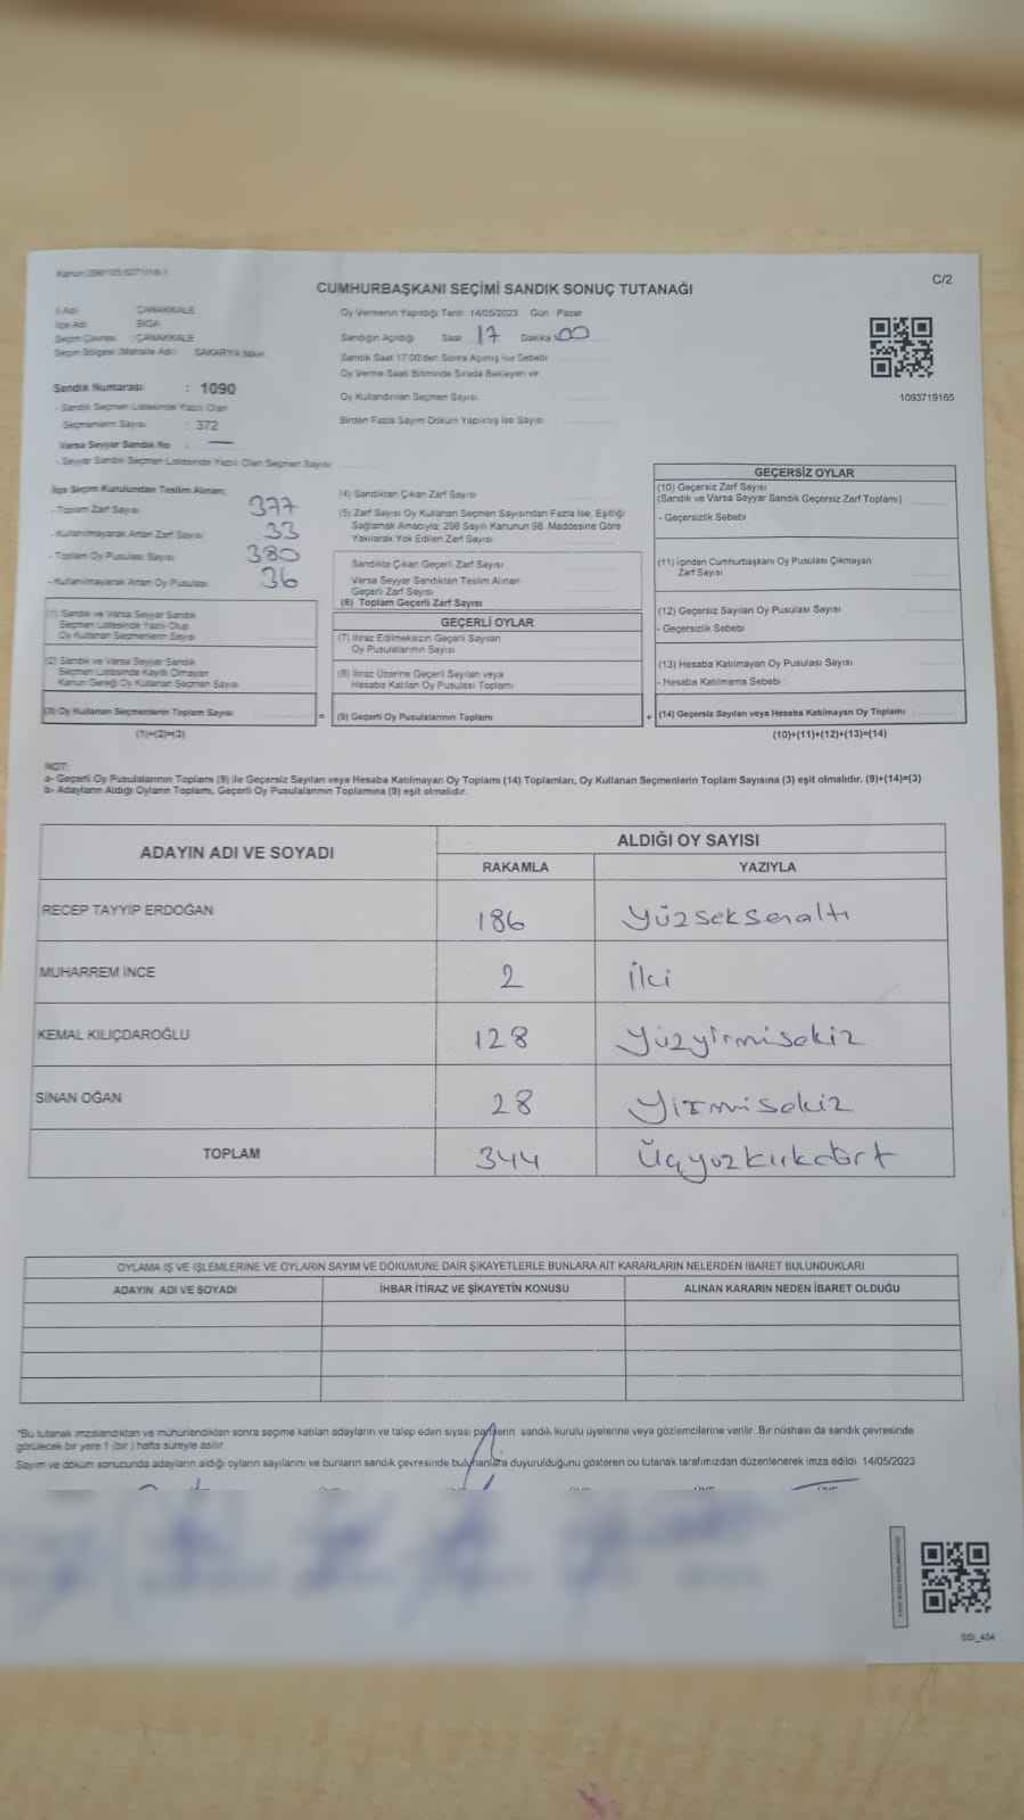 C/2
CUMHURBAŞKANI SEÇİMİ SANDIK SONUÇ TUTANAĞI
İl Adı : ÇANAKKALE
İlçe Adı : BİGA
Seçim Çevresi : ÇANAKKALE
Seçim Bölgesi (Mahalle Adı) : SAKARYA
Sandık Numarası : 1090
- Sandık Seçmen Listesinde Yazılı Olan
Seçmenlerin Sayısı : 372
Varsa Seyyar Sandık No : —
- Seyyar Sandık Seçmen Listesinde Yazılı Olan Seçmen Sayısı
Oy Vermenin Yapıldığı Tarih : 14/05/2023 Gün : Pazar
Sandığın Açıldığı Saat 17 Dakika 00
Sandık Saat 17:00'den Sonra Açılmış İse Sebebi
Oy Verme Saati Bitiminde Sırada Bekleyen ve
Oy Kullandırılan Seçmen Sayısı
Birden Fazla Sayım Döküm Yapılmış İse Sayısı
1093719165
İlçe Seçim Kurulundan Teslim Alınan;
- Toplam Zarf Sayısı 377
- Kullanılmayarak Artan Zarf Sayısı 33
- Toplam Oy Pusulası Sayısı 380
- Kullanılmayarak Artan Oy Pusulası 36
(1) Sandık ve Varsa Seyyar Sandık
Seçmen Listesinde Yazılı Olup
Oy Kullanan Seçmenlerin Sayısı
(2) Sandık ve Varsa Seyyar Sandık
Seçmen Listesinde Kayıtlı Olmayan
Kanun Gereği Oy Kullanan Seçmen Sayısı
(3) Oy Kullanan Seçmenlerin Toplam Sayısı
(1)+(2)=(3)
(4) Sandıktan Çıkan Zarf Sayısı
(5) Zarf Sayısı Oy Kullanan Seçmen Sayısından Fazla İse, Eşitliği
Sağlamak Amacıyla; 298 Sayılı Kanunun 98. Maddesine Göre
Yakılarak Yok Edilen Zarf Sayısı
Sandıkta Çıkan Geçerli Zarf Sayısı
Varsa Seyyar Sandıktan Teslim Alınan
Geçerli Zarf Sayısı
(6) Toplam Geçerli Zarf Sayısı
GEÇERLİ OYLAR
(7) İtiraz Edilmeksizin Geçerli Sayılan
Oy Pusulalarının Sayısı
(8) İtiraz Üzerine Geçerli Sayılan veya
Hesaba Katılan Oy Pusulası Toplamı
= (9) Geçerli Oy Pusulalarının Toplamı
GEÇERSİZ OYLAR
(10) Geçersiz Zarf Sayısı
(Sandık ve Varsa Seyyar Sandık Geçersiz Zarf Toplamı)
- Geçersizlik Sebebi
(11) İçinden Cumhurbaşkanı Oy Pusulası Çıkmayan
Zarf Sayısı
(12) Geçersiz Sayılan Oy Pusulası Sayısı
- Geçersizlik Sebebi
(13) Hesaba Katılmayan Oy Pusulası Sayısı
- Hesaba Katılmama Sebebi
+ (14) Geçersiz Sayılan veya Hesaba Katılmayan Oy Toplamı
(10)+(11)+(12)+(13)=(14)
NOT:
a- Geçerli Oy Pusulalarının Toplamı (9) ile Geçersiz Sayılan veya Hesaba Katılmayan Oy Toplamı (14) Toplamları, Oy Kullanan Seçmenlerin Toplam Sayısına (3) eşit olmalıdır. (9)+(14)=(3)
b- Adayların Aldığı Oyların Toplamı, Geçerli Oy Pusulalarının Toplamına (9) eşit olmalıdır.
ADAYIN ADI VE SOYADI
ALDIĞI OY SAYISI
RAKAMLA YAZIYLA
RECEP TAYYİP ERDOĞAN 186 Yüzseksenaltı
MUHARREM İNCE 2 İki
KEMAL KILIÇDAROĞLU 128 Yüzyirmisekiz
SİNAN OĞAN 28 Yirmisekiz
TOPLAM 344 Üçyüzkırkdört
OYLAMA İŞ VE İŞLEMLERİNE VE OYLARIN SAYIM VE DÖKÜMÜNE DAİR ŞİKAYETLERLE BUNLARA AİT KARARLARIN NELERDEN İBARET BULUNDUKLARI
ADAYIN ADI VE SOYADI İHBAR İTİRAZ VE ŞİKAYETİN KONUSU ALINAN KARARIN NEDEN İBARET OLDUĞU
*Bu tutanak imzalandıktan ve mühürlendikten sonra seçime katılan adayların ve talep eden siyasi partilerin sandık kurulu üyelerine veya gözlemcilerine verilir. Bir nüshası da sandık çevresinde
görülecek bir yere 1 (bir) hafta süreyle asılır.
Sayım ve döküm sonucunda adayların aldığı oyların sayılarını ve bunların sandık çevresinde bulunanlara duyurulduğunu gösteren bu tutanak tarafımızdan düzenlenerek imza edildi. 14/05/2023